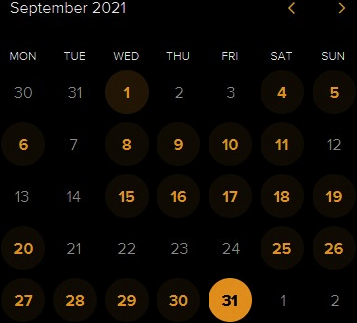 September 2021
MON TUE WED THU FRI SAT SUN
30 31 1 2 3 4 5
6 7 8 9 10 11 12
13 14 15 16 17 18 19
20 21 22 23 24 25 26
27 28 29 30 31 1 2